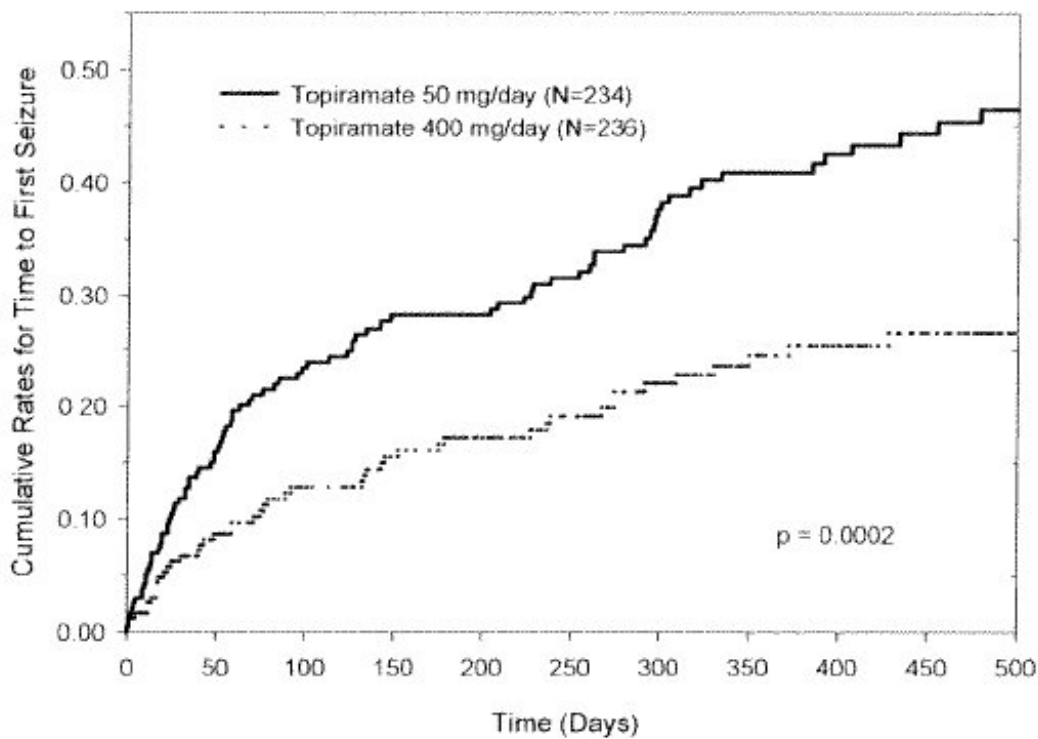 Cumulative Rates for Time to First Seizure
0.50
0.40
0.30
0.20
0.10
0.00
Topiramate 50 mg/day (N=234)
Topiramate 400 mg/day (N=236)
p = 0.0002
0 50 100 150 200 250 300 350 400 450 500
Time (Days)